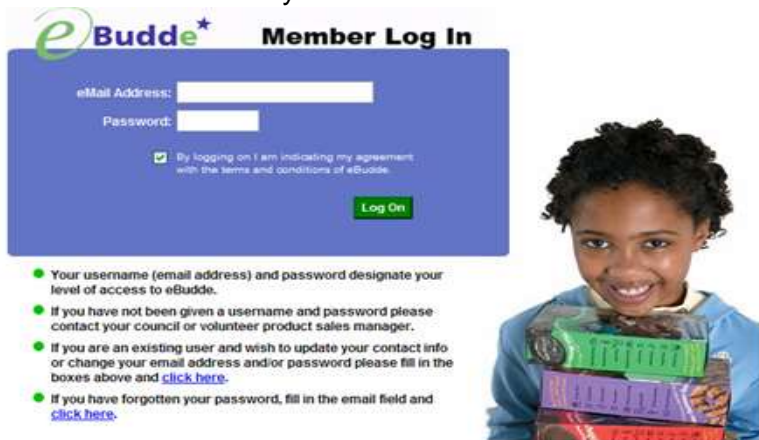 eBudde* Member Log In
eMail Address:
Password:
By logging on I am indicating my agreement
with the terms and conditions of eBudde.
Log On
Your username (email address) and password designate your
level of access to eBudde.
If you have not been given a username and password please
contact your council or volunteer product sales manager.
If you are an existing user and wish to update your contact info
or change your email address and/or password please fill in the
boxes above and click here.
If you have forgotten your password, fill in the email field and
click here.